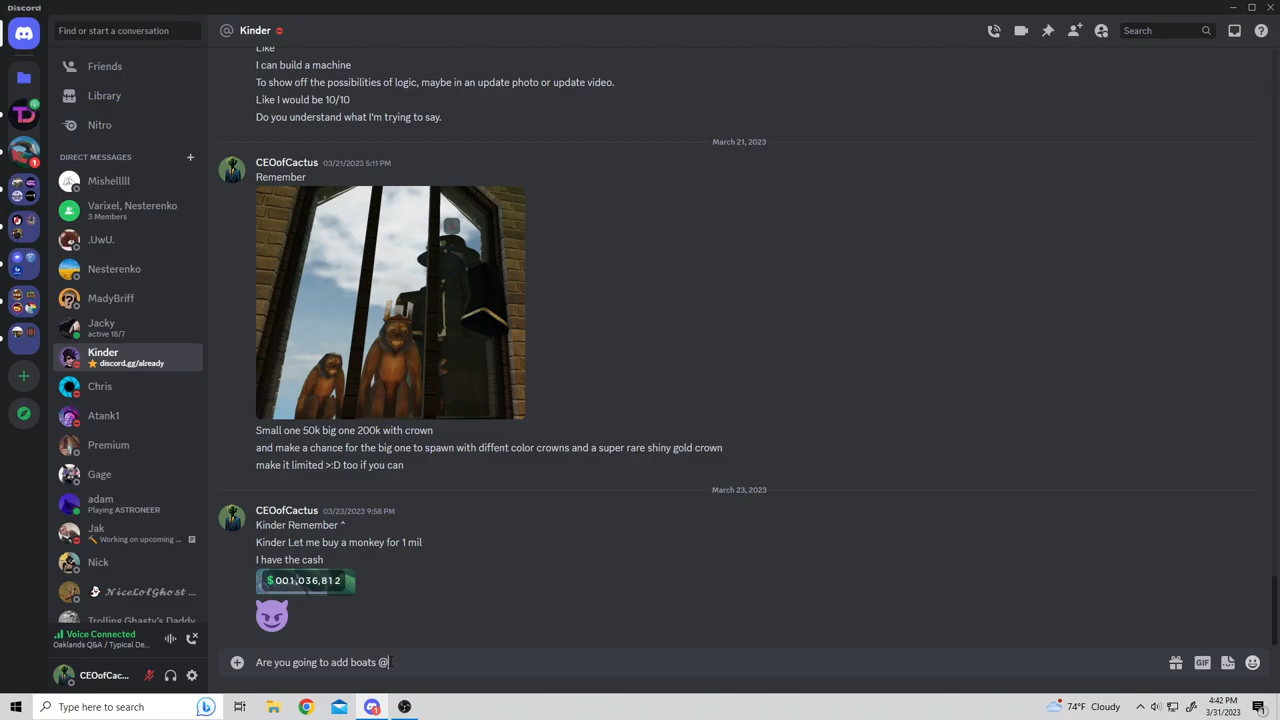 Discord
Find or start a conversation
Kinder
Search
Friends
Library
Nitro
DIRECT MESSAGES
Mishelllll
Varixel, Nesterenko
3 Members
.UwU.
Nesterenko
MadyBriff
Jacky
active 18/7
Kinder
discord.gg/already
Chris
Atank1
Premium
Gage
adam
Playing ASTRONEER
Jak
Working on upcoming ...
Nick
𝓝𝓲𝓬𝓮𝓛𝓸𝓵𝓖𝓱𝓸𝓼𝓽 ...
Trolling Ghasty's Daddy
Voice Connected
Oaklands Q&A / Typical De...
CEOofCac...
Like
I can build a machine
To show off the possibilities of logic, maybe in an update photo or update video.
Like I would be 10/10
Do you understand what I'm trying to say.
March 21, 2023
CEOofCactus 03/21/2023 5:11 PM
Remember
Small one 50k big one 200k with crown
and make a chance for the big one to spawn with diffent color crowns and a super rare shiny gold crown
make it limited >:D too if you can
March 23, 2023
CEOofCactus 03/23/2023 9:58 PM
Kinder Remember ^
Kinder Let me buy a monkey for 1 mil
I have the cash
$001,036,812
Are you going to add boats @
GIF
Type here to search
74°F Cloudy
4:42 PM
3/31/2023